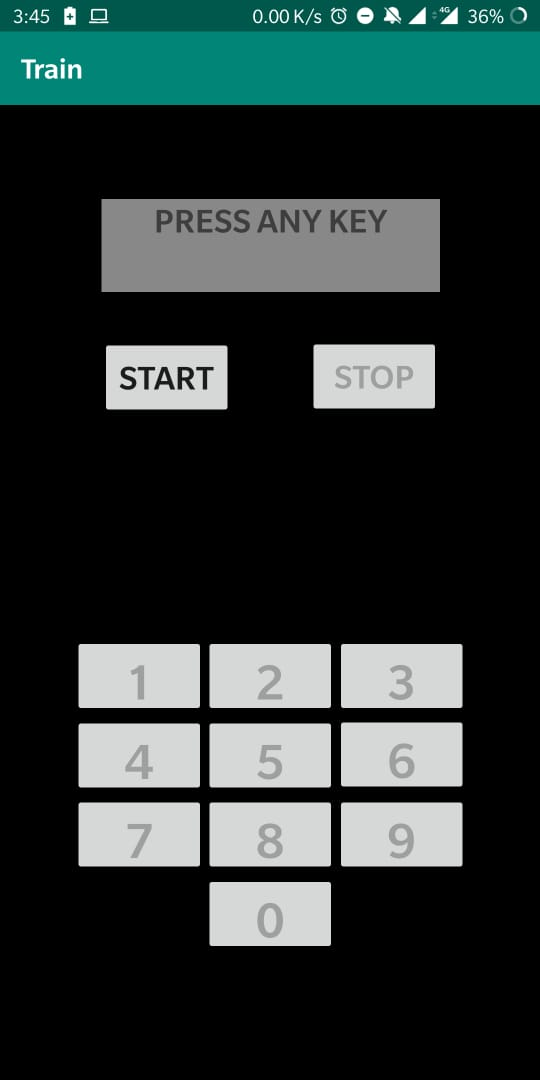 3:45 0.00 K/s 4G 36%
Train
PRESS ANY KEY
START STOP
1 2 3
4 5 6
7 8 9
0